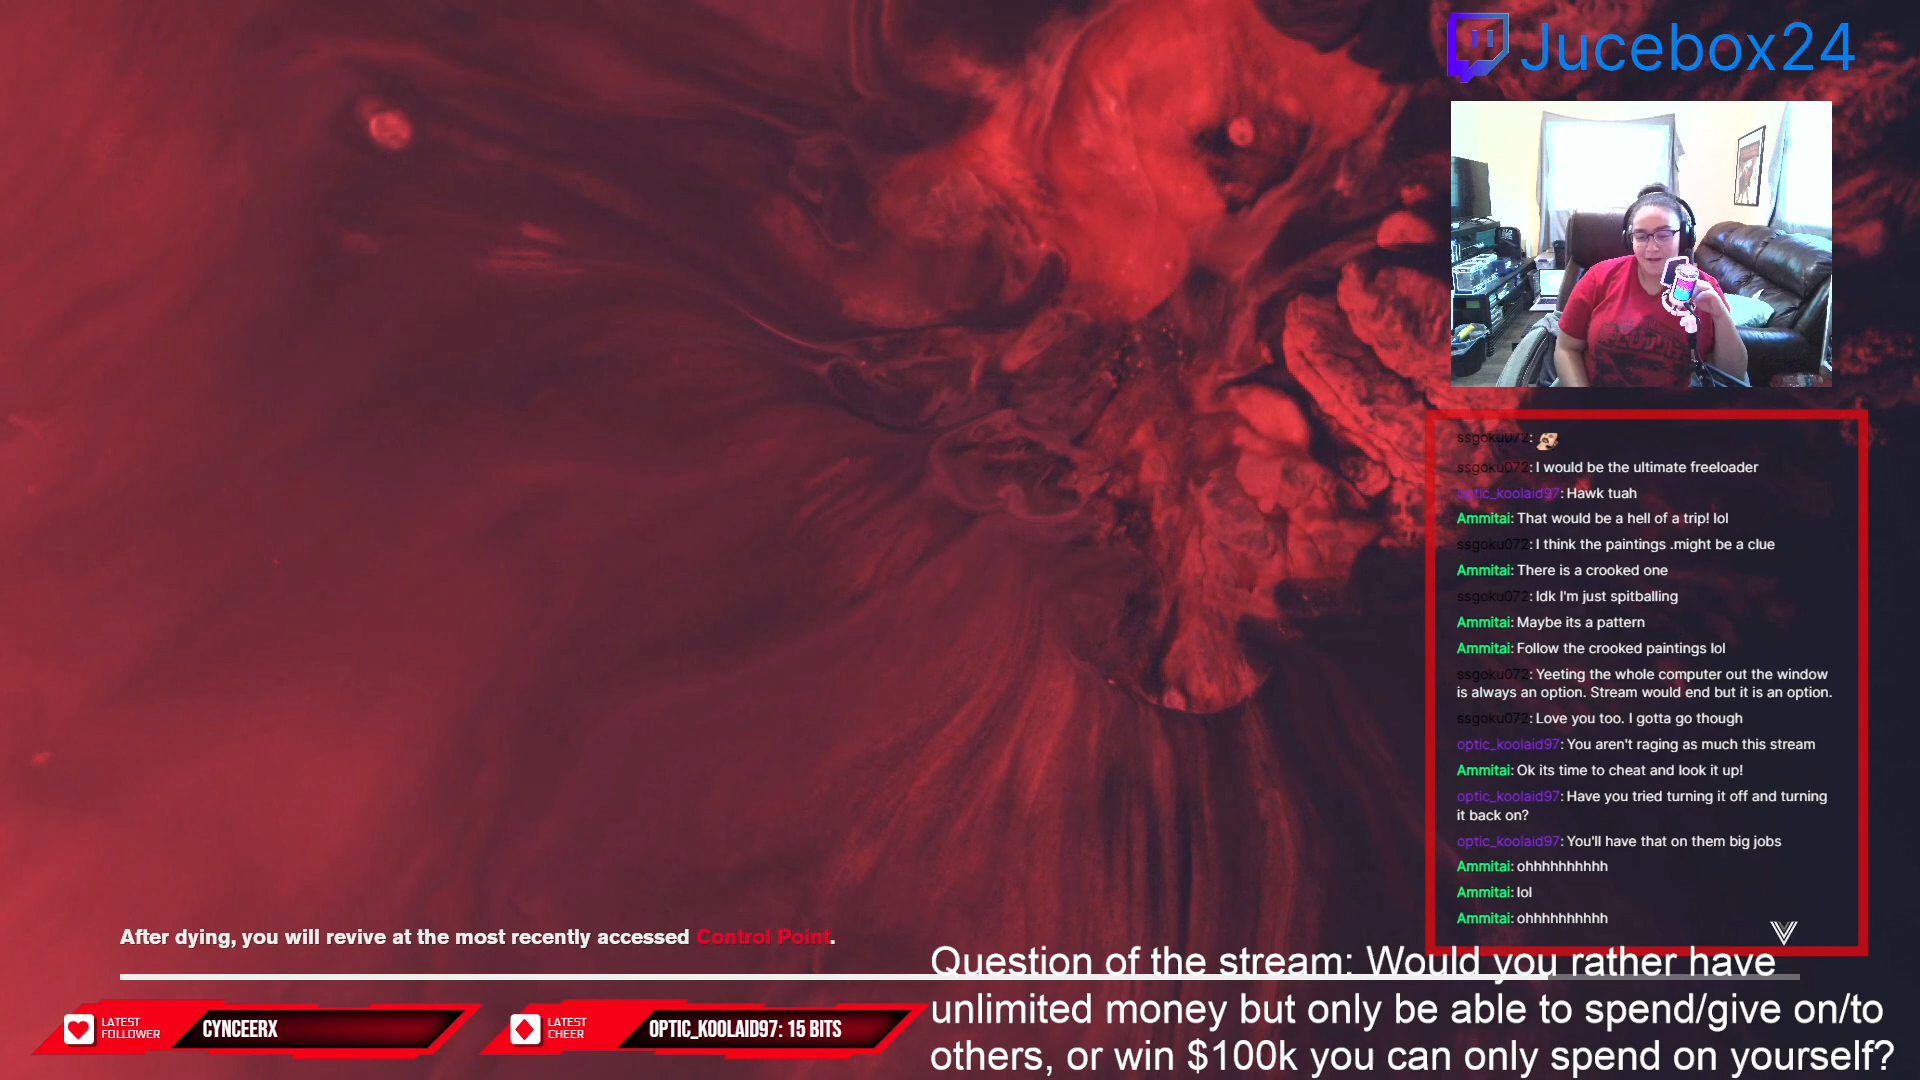 Jucebox24
ssgoku072:
ssgoku072: I would be the ultimate freeloader
optic_koolaid97: Hawk tuah
Ammitai: That would be a hell of a trip! lol
ssgoku072: I think the paintings .might be a clue
Ammitai: There is a crooked one
ssgoku072: Idk I'm just spitballing
Ammitai: Maybe its a pattern
Ammitai: Follow the crooked paintings lol
ssgoku072: Yeeting the whole computer out the window
is always an option. Stream would end but it is an option.
ssgoku072: Love you too. I gotta go though
optic_koolaid97: You aren't raging as much this stream
Ammitai: Ok its time to cheat and look it up!
optic_koolaid97: Have you tried turning it off and turning
it back on?
optic_koolaid97: You'll have that on them big jobs
Ammitai: ohhhhhhhhhh
Ammitai: lol
Ammitai: ohhhhhhhhhh
After dying, you will revive at the most recently accessed Control Point.
Question of the stream: Would you rather have
unlimited money but only be able to spend/give on/to
others, or win $100k you can only spend on yourself?
LATEST
FOLLOWER
CYNCEERX
LATEST
CHEER
OPTIC_KOOLAID97: 15 BITS